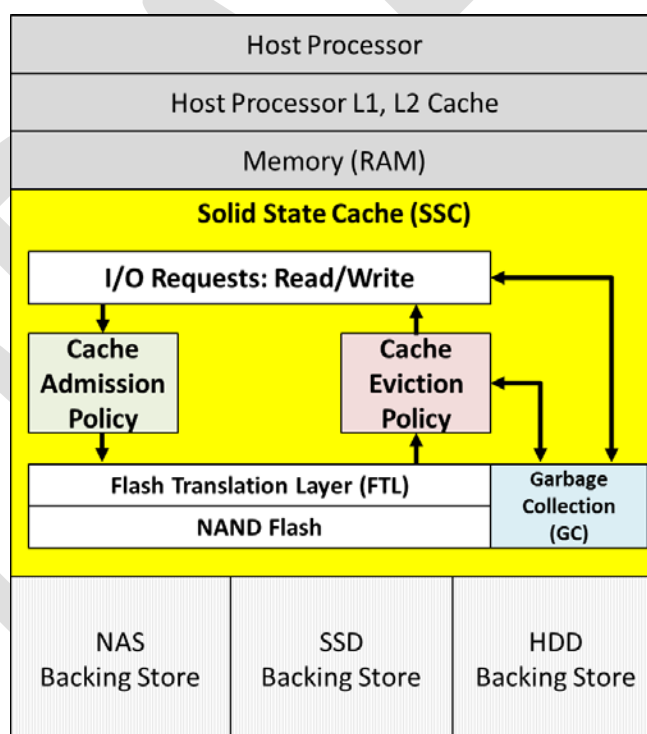 Host Processor
Host Processor L1, L2 Cache
Memory (RAM)
Solid State Cache (SSC)
I/O Requests: Read/Write
Cache
Admission
Policy
Cache
Eviction
Policy
Flash Translation Layer (FTL)
NAND Flash
Garbage
Collection
(GC)
NAS
Backing Store
SSD
Backing Store
HDD
Backing Store